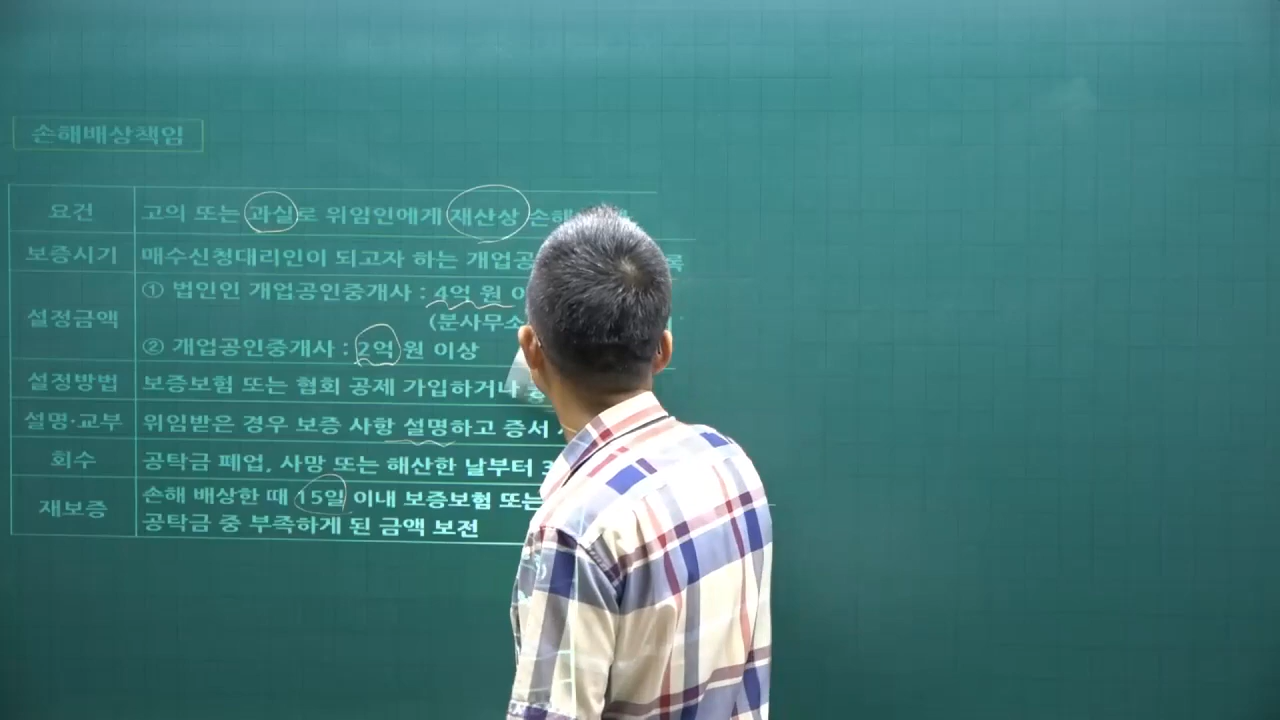 손해배상책임
요건
고의 또는 과실로 위임인에게 재산상 손해
보증시기
매수신청대리인이 되고자 하는 개업공
설정금액
① 법인인 개업공인중개사 : 4억 원
(분사무소
② 개업공인중개사 : 2억 원 이상
설정방법
보증보험 또는 협회 공제 가입하거나
설명·교부
위임받은 경우 보증 사항 설명하고 증서
회수
공탁금 폐업, 사망 또는 해산한 날부터
재보증
손해 배상한 때 15일 이내 보증보험 또는
공탁금 중 부족하게 된 금액 보전